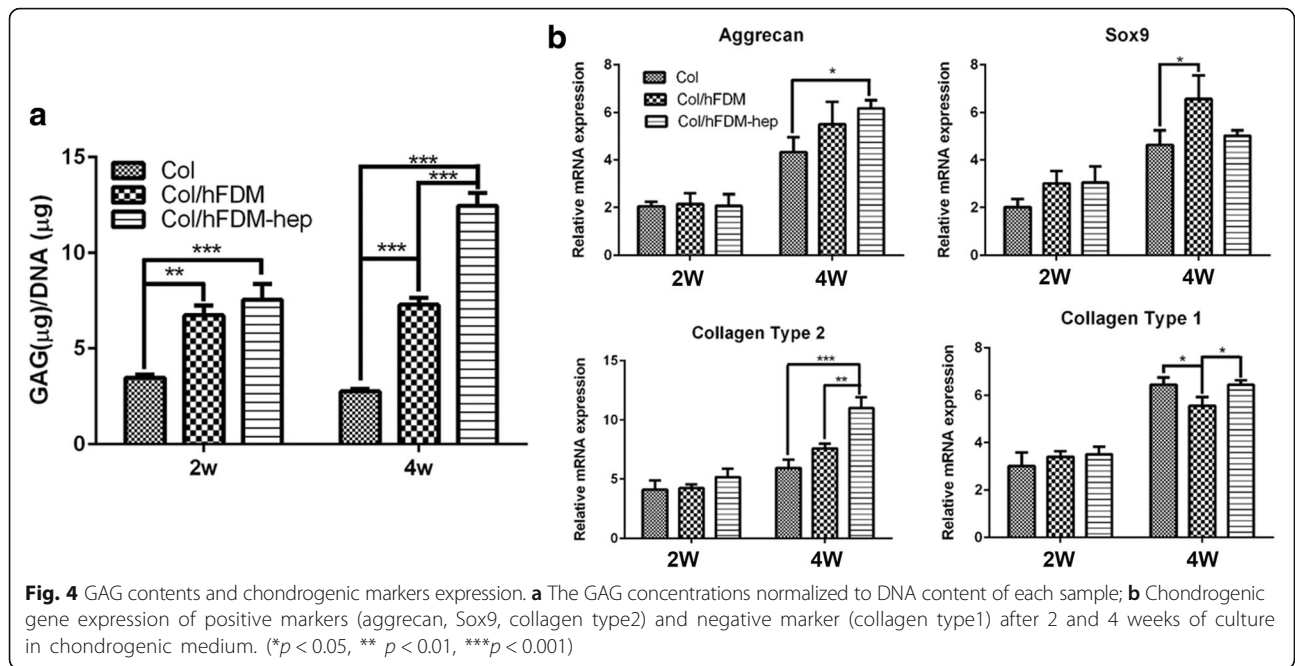 a
15
10
5
0
GAG(µg)/DNA (µg)
Col
Col/hFDM
Col/hFDM-hep
**
***
***
***
***
2w
4w
b
Aggrecan
Relative mRNA expression
8
6
4
2
0
Col
Col/hFDM
Col/hFDM-hep
*
2W
4W
Sox9
Relative mRNA expression
8
6
4
2
0
*
2W
4W
Collagen Type 2
Relative mRNA expression
15
10
5
0
***
**
2W
4W
Collagen Type 1
Relative mRNA expression
8
6
4
2
0
*
*
2W
4W
Fig. 4 GAG contents and chondrogenic markers expression. a The GAG concentrations normalized to DNA content of each sample; b Chondrogenic
gene expression of positive markers (aggrecan, Sox9, collagen type2) and negative marker (collagen type1) after 2 and 4 weeks of culture
in chondrogenic medium. (*p < 0.05, ** p < 0.01, ***p < 0.001)